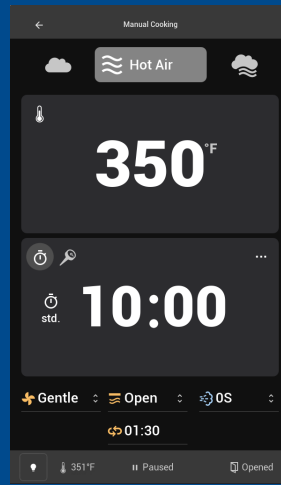 Manual Cooking
Hot Air
350°F
std. 10:00
Gentle Open 0S
01:30
351°F Paused Opened